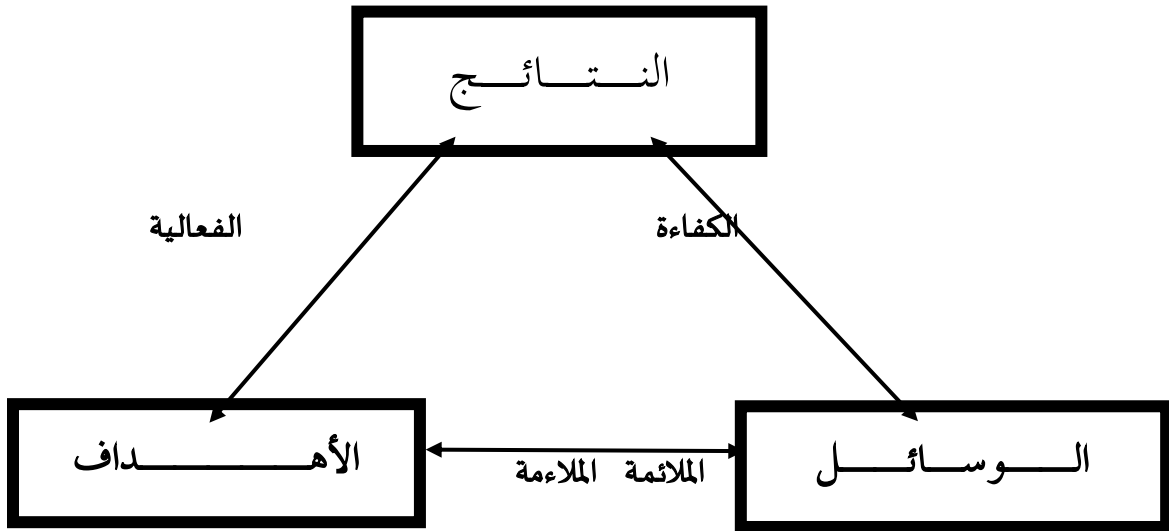 النتائج
الكفاءة
الفعالية
الوسائل
الأهداف
الملائمة الملاءمة